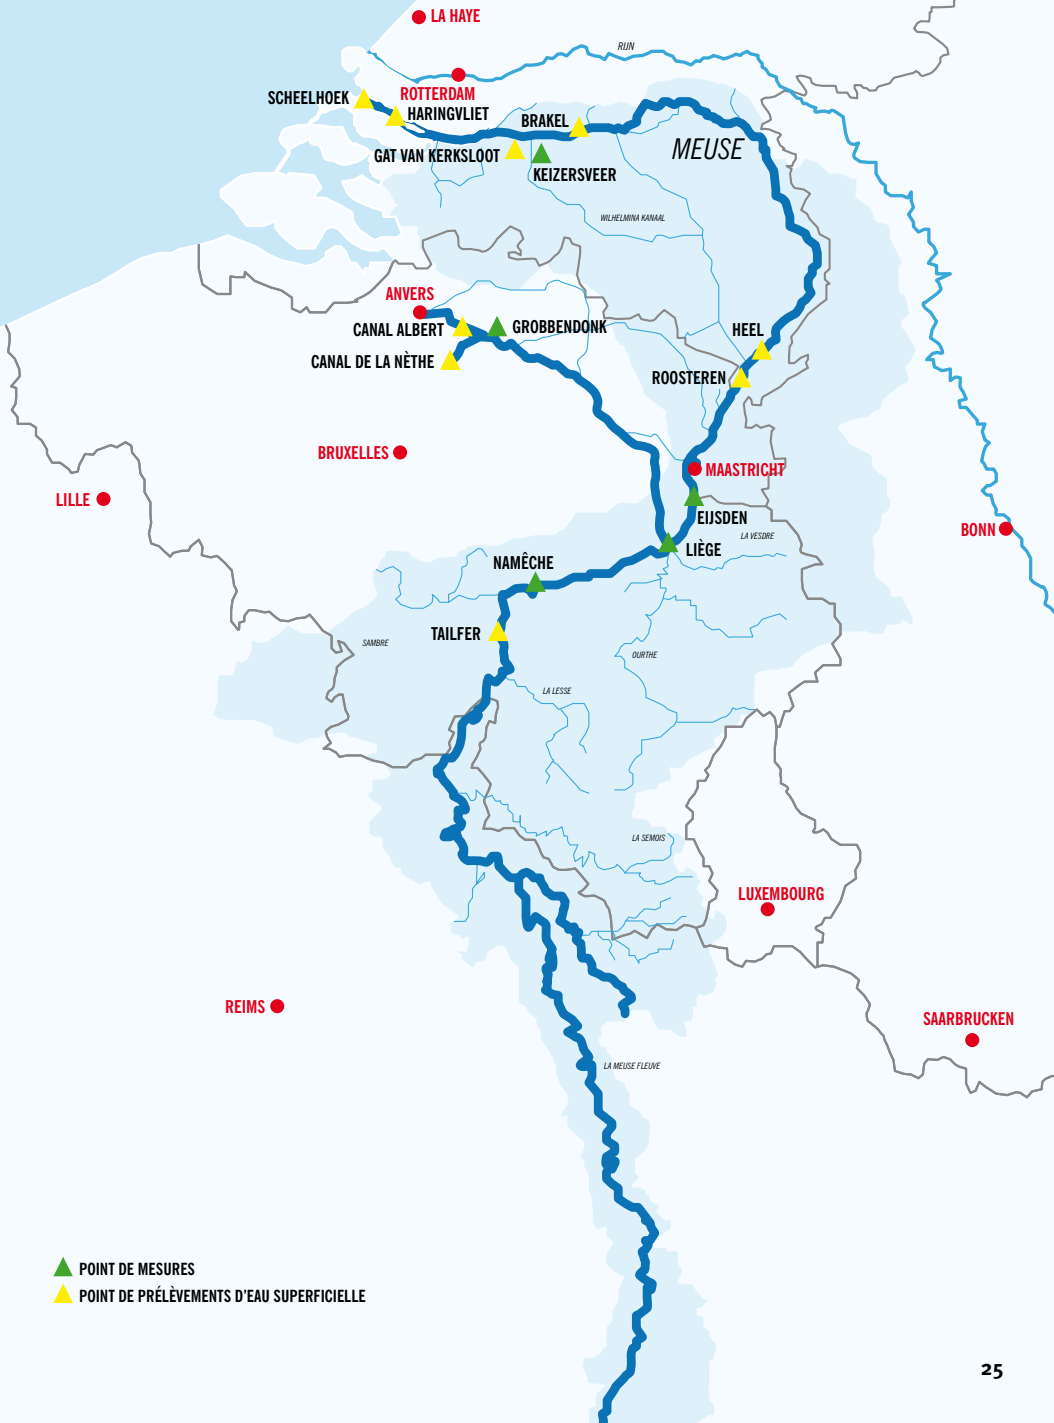 LA HAYE
RIJN
ROTTERDAM
SCHEELHOEK
HARINGVLIET
BRAKEL
MEUSE
GAT VAN KERKSLOOT
KEIZERSVEER
WILHELMINA KANAAL
ANVERS
CANAL ALBERT
GROBBENDONK
HEEL
CANAL DE LA NÈTHE
ROOSTEREN
BRUXELLES
MAASTRICHT
LILLE
EIJSDEN
BONN
LA VESDRE
LIÈGE
NAMÊCHE
TAILFER
SAMBRE
OURTHE
LA LESSE
LA SEMOIS
LUXEMBOURG
REIMS
SAARBRUCKEN
LA MEUSE FLEUVE
POINT DE MESURES
POINT DE PRÉLÈVEMENTS D'EAU SUPERFICIELLE
25